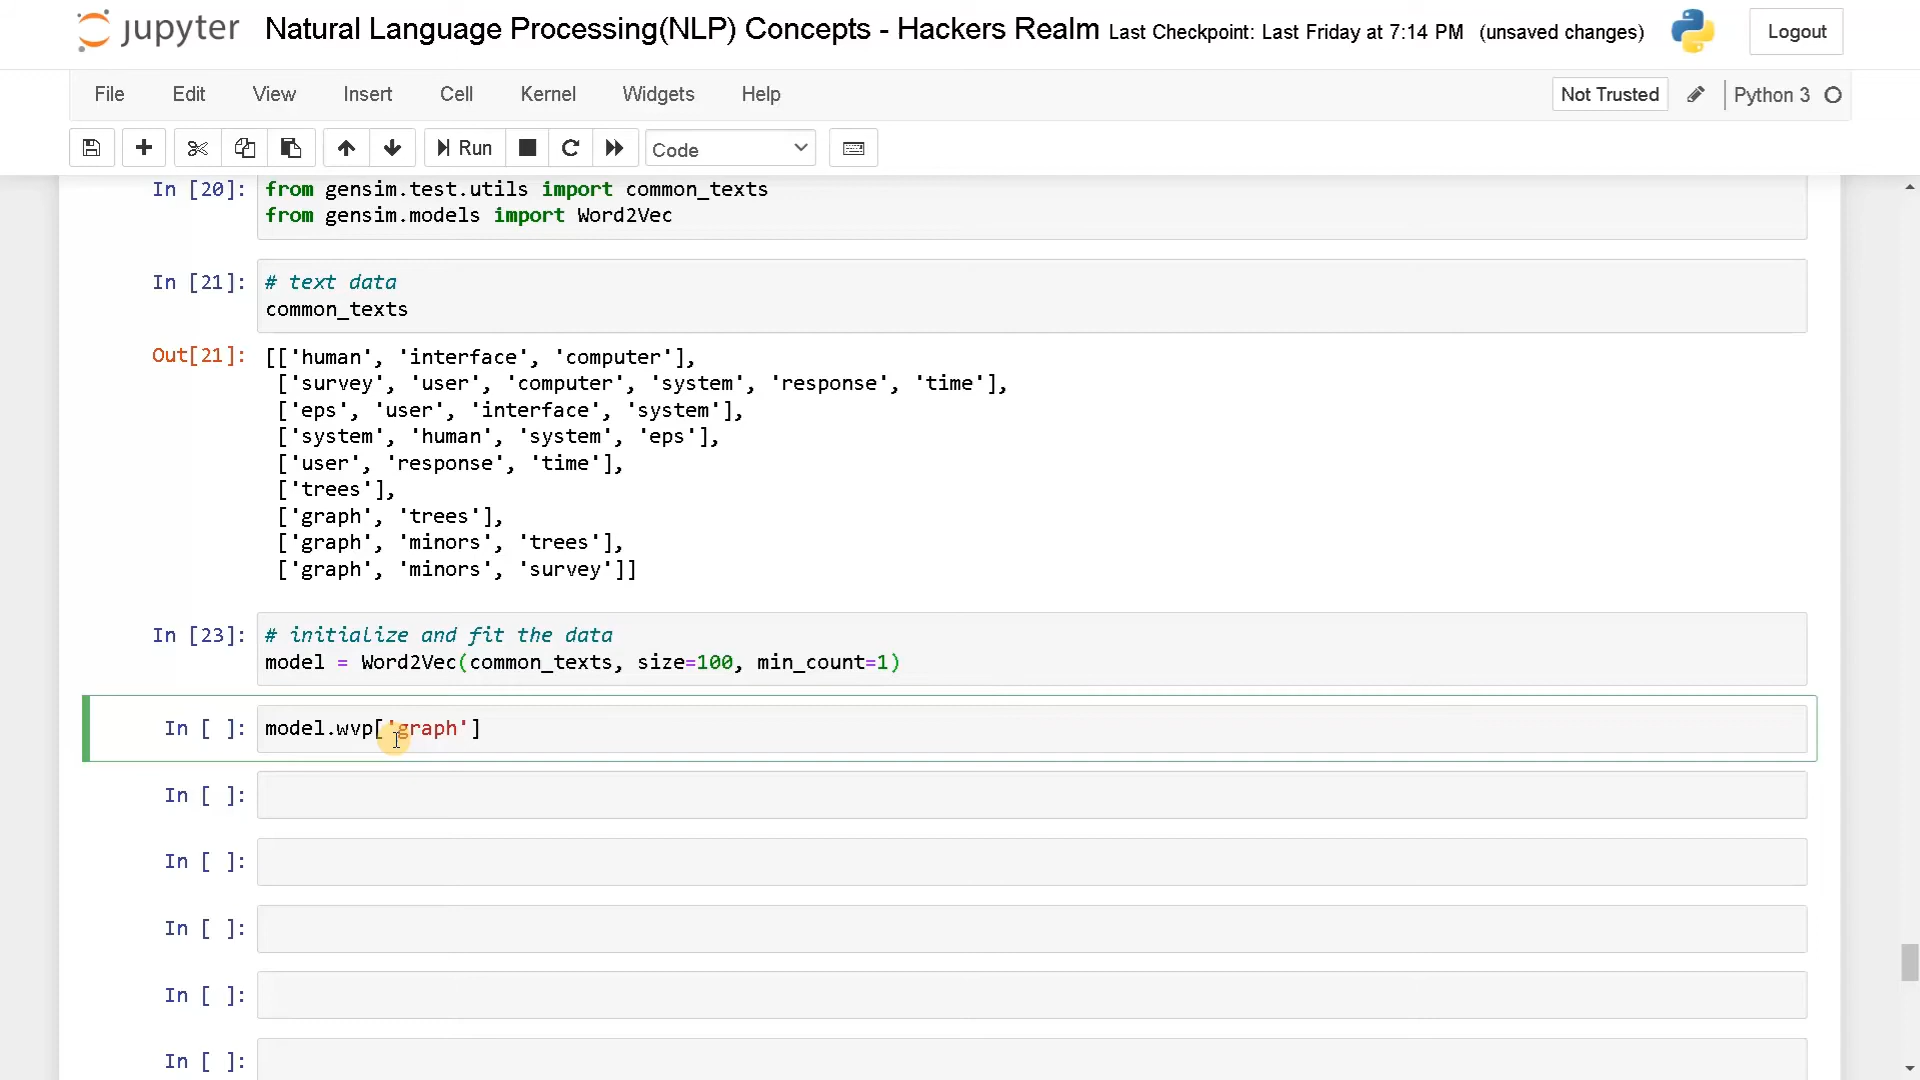 jupyter Natural Language Processing(NLP) Concepts - Hackers Realm Last Checkpoint: Last Friday at 7:14 PM (unsaved changes) Logout
File Edit View Insert Cell Kernel Widgets Help Not Trusted Python 3
Run Code
In [20]: from gensim.test.utils import common_texts
from gensim.models import Word2Vec
In [21]: # text data
common_texts
Out[21]: [['human', 'interface', 'computer'],
['survey', 'user', 'computer', 'system', 'response', 'time'],
['eps', 'user', 'interface', 'system'],
['system', 'human', 'system', 'eps'],
['user', 'response', 'time'],
['trees'],
['graph', 'trees'],
['graph', 'minors', 'trees'],
['graph', 'minors', 'survey']]
In [23]: # initialize and fit the data
model = Word2Vec(common_texts, size=100, min_count=1)
In [ ]: model.wvp['graph']
In [ ]:
In [ ]:
In [ ]:
In [ ]:
In [ ]: